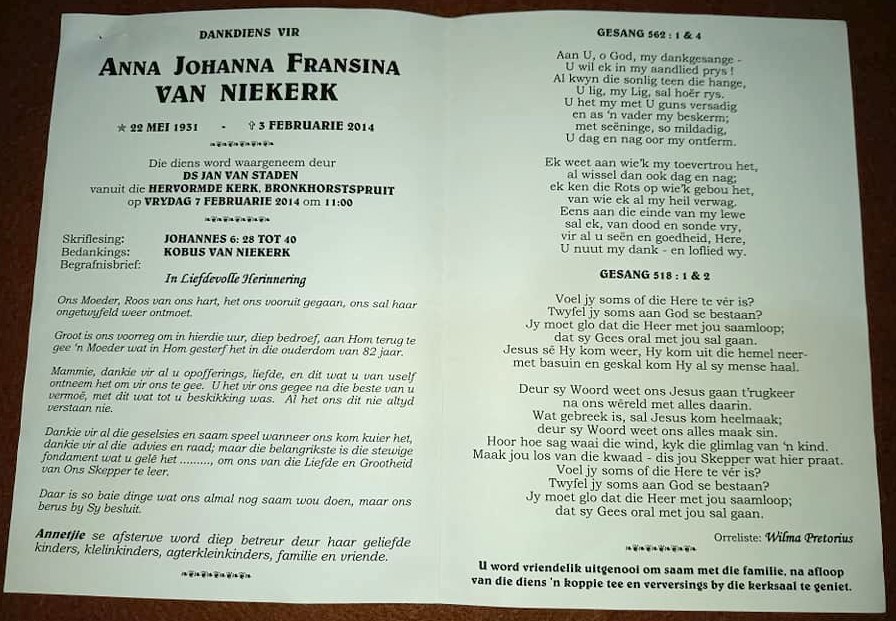 DANKDIENS VIR
ANNA JOHANNA FRANSINA
VAN NIEKERK
☆ 22 MEI 1931 - ✞ 3 FEBRUARIE 2014
Die diens word waargeneem deur
DS JAN VAN STADEN
vanuit die HERVORMDE KERK, BRONKHORSTSPRUIT
op VRYDAG 7 FEBRUARIE 2014 om 11:00
Skriflesing: JOHANNES 6: 28 TOT 40
Bedankings: KOBUS VAN NIEKERK
Begrafnisbrief:
In Liefdevolle Herinnering
Ons Moeder, Roos van ons hart, het ons vooruit gegaan, ons sal haar
ongetwyfeld weer ontmoet.
Groot is ons voorreg om in hierdie uur, diep bedroef, aan Hom terug te
gee 'n Moeder wat in Hom gesterf het in die ouderdom van 82 jaar.
Mammie, dankie vir al u opofferings, liefde, en dit wat u van uself
ontneem het om vir ons te gee. U het vir ons gegee na die beste van u
vermoë, met dit wat tot u beskikking was. Al het ons dit nie altyd
verstaan nie.
Dankie vir al die geselsies en saam speel wanneer ons kom kuier het,
dankie vir al die advies en raad; maar die belangrikste is die stewige
fondament wat u gelê het .........., om ons van die Liefde en Grootheid
van Ons Skepper te leer.
Daar is so baie dinge wat ons almal nog saam wou doen, maar ons
berus by Sy besluit.
Annetjie se afsterwe word diep betreur deur haar geliefde
kinders, klelinkinders, agterkleinkinders, familie en vriende.
GESANG 562 : 1 & 4
Aan U, o God, my dankgesange -
U wil ek in my aandlied prys !
Al kwyn die sonlig teen die hange,
U lig, my Lig, sal hoër rys.
U het my met U guns versadig
en as 'n vader my beskerm;
met seëninge, so mildadig,
U dag en nag oor my ontferm.
Ek weet aan wie'k my toevertrou het,
al wissel dan ook dag en nag;
ek ken die Rots op wie'k gebou het,
van wie ek al my heil verwag.
Eens aan die einde van my lewe
sal ek, van dood en sonde vry,
vir al u seën en goedheid, Here,
U nuut my dank - en loflied wy.
GESANG 518 : 1 & 2
Voel jy soms of die Here te vér is?
Twyfel jy soms aan God se bestaan?
Jy moet glo dat die Heer met jou saamloop;
dat sy Gees oral met jou sal gaan.
Jesus sê Hy kom weer, Hy kom uit die hemel neer-
met basuin en geskal kom Hy al sy mense haal.
Deur sy Woord weet ons Jesus gaan t'rugkeer
na ons wêreld met alles daarin.
Wat gebreek is, sal Jesus kom heelmaak;
deur sy Woord weet ons alles maak sin.
Hoor hoe sag waai die wind, kyk die glimlag van 'n kind.
Maak jou los van die kwaad - dis jou Skepper wat hier praat.
Voel jy soms of die Here te vér is?
Twyfel jy soms aan God se bestaan?
Jy moet glo dat die Heer met jou saamloop;
dat sy Gees oral met jou sal gaan.
Orreliste: Wilma Pretorius
U word vriendelik uitgenooi om saam met die familie, na afloop
van die diens 'n koppie tee en verversings by die kerksaal te geniet.